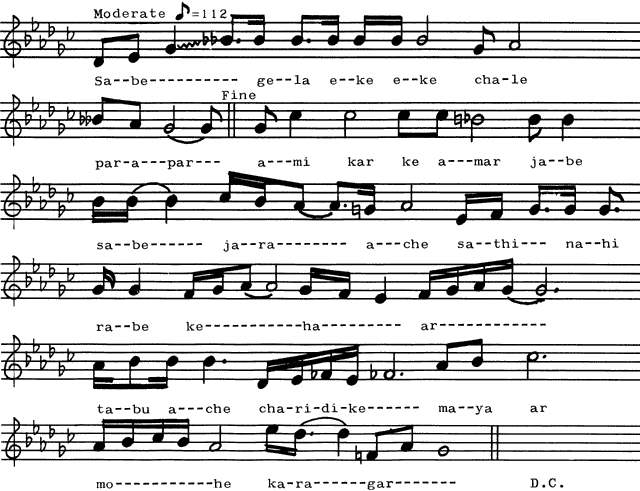 Moderate ♪=112
Sa--be------------ ge--la e--ke e--ke cha-le
Fine
par-a---par--- a---mi kar ke a---mar ja--be
sa--be------ ja--ra-------- a--che sa--thi--- na--hi
ra--be ke------------ha--------- ar------------
ta--bu a---che cha-ri-di-ke------ ma--ya ar
mo-----------he ka-ra------gar-------
D.C.